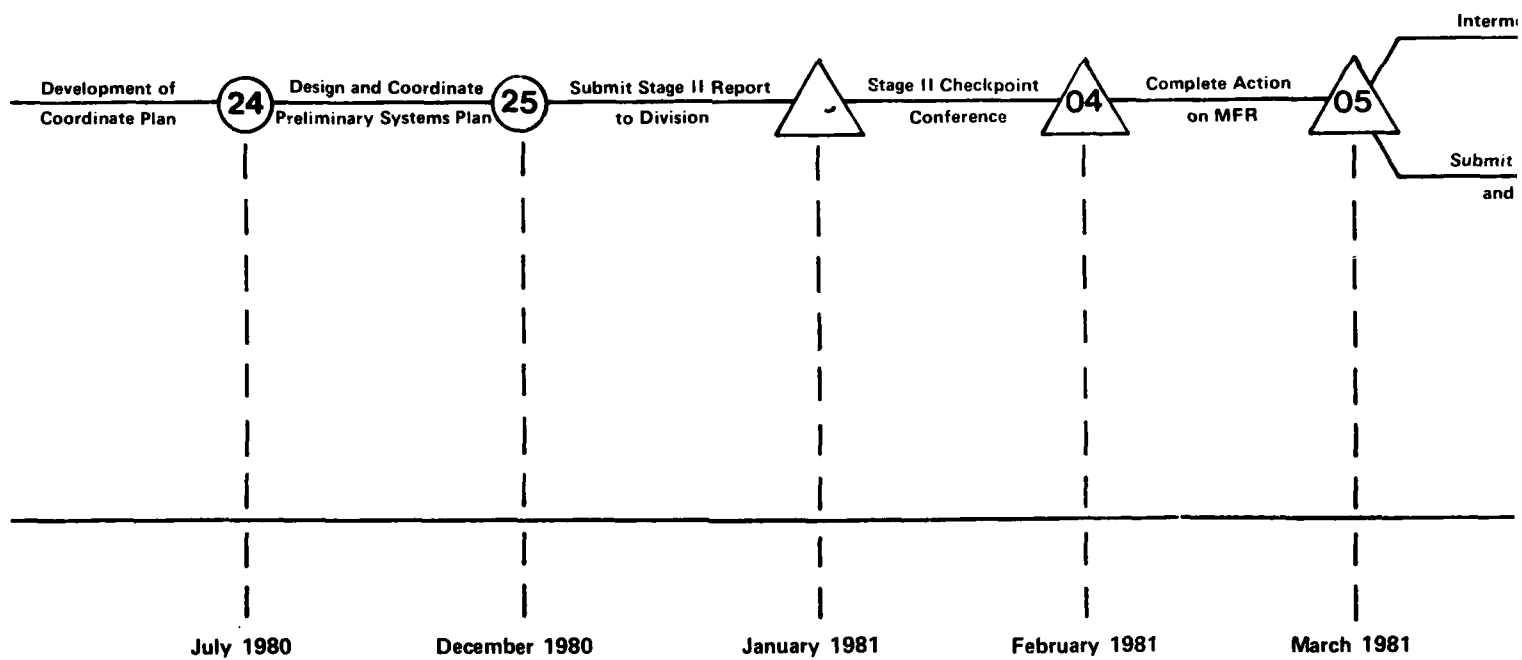 Interme
Development of
Coordinate Plan
24
Design and Coordinate
Preliminary Systems Plan
25
Submit Stage II Report
to Division
Stage II Checkpoint
Conference
04
Complete Action
on MFR
05
Submit
and
July 1980
December 1980
January 1981
February 1981
March 1981